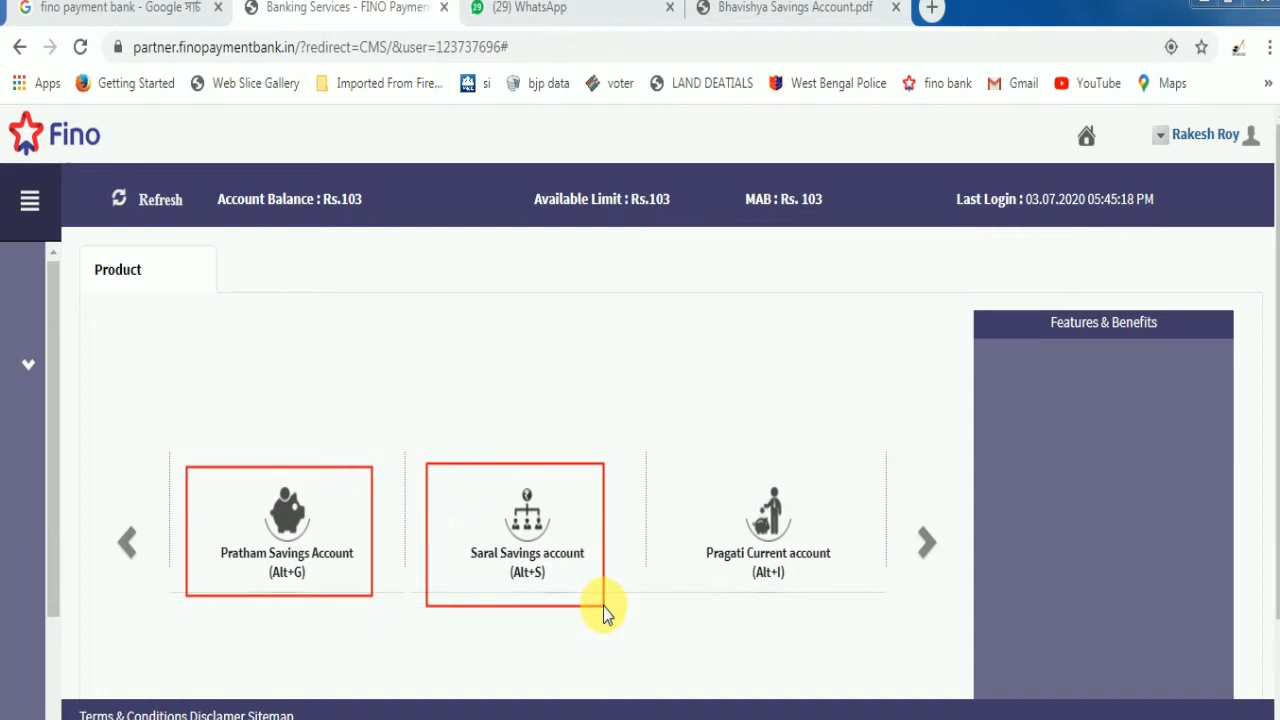 fino payment bank - Google সার্চ
Banking Services - FINO Paymen
(29) WhatsApp
Bhavishya Savings Account.pdf
partner.finopaymentbank.in/?redirect=CMS/&user=123737696#
Apps
Getting Started
Web Slice Gallery
Imported From Fire...
si
bjp data
voter
LAND DEATIALS
West Bengal Police
fino bank
Gmail
YouTube
Maps
»
Fino
Rakesh Roy
Refresh
Account Balance : Rs.103
Available Limit : Rs.103
MAB : Rs. 103
Last Login : 03.07.2020 05:45:18 PM
Product
Features & Benefits
Pratham Savings Account
(Alt+G)
Saral Savings account
(Alt+S)
Pragati Current account
(Alt+I)
Terms & Conditions Disclamer Sitemap